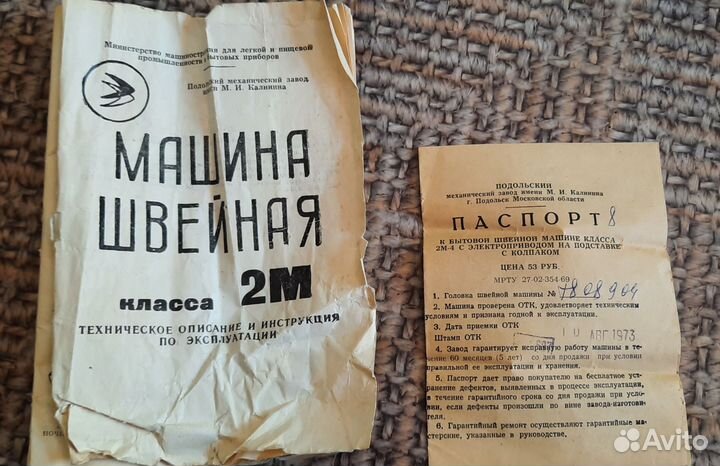 Министерство машиностроения для легкой и пищевой
промышленности и бытовых приборов
Подольский механический завод
имени М. И. Калинина
МАШИНА
ШВЕЙНАЯ
класса 2М
ТЕХНИЧЕСКОЕ ОПИСАНИЕ И ИНСТРУКЦИЯ
ПО ЭКСПЛУАТАЦИИ
ПОДОЛЬСКИЙ
механический завод имени М. И. Калинина
г. Подольск Московской области
ПАСПОРТ 8
К БЫТОВОЙ ШВЕЙНОЙ МАШИНЕ КЛАССА
2М-4 С ЭЛЕКТРОПРИВОДОМ НА ПОДСТАВКЕ
С КОЛПАКОМ
ЦЕНА 53 РУБ.
МРТУ 27-02-354-69
1. Головка швейной машины №
2. Машина проверена ОТК, удовлетворяет техническим
условиям и признана годной к эксплуатации.
3. Дата приемки ОТК
Штамп ОТК АВГ 1973
4. Завод гарантирует исправную работу машины в те-
чение 60 месяцев (5 лет) со дня продажи при условии
правильной ее эксплуатации и хранения.
5. Паспорт дает право покупателю на бесплатное уст-
ранение дефектов, выявленных в процессе эксплуатации,
в течение гарантийного срока со дня продажи при усло-
вии, если дефекты произошли по вине завода-изготови-
теля.
6. Гарантийный ремонт осуществляют гарантийные ма-
стерские, указанные в руководстве.
Avito